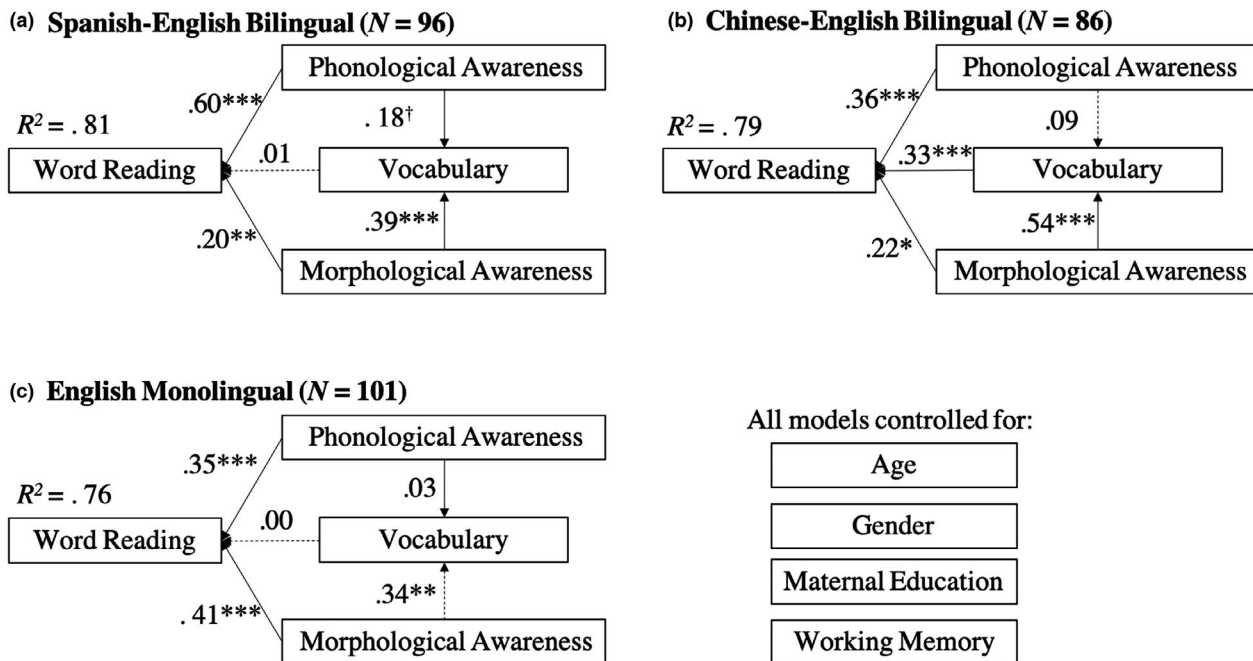 (a) Spanish-English Bilingual (N = 96)
Phonological Awareness
.60***
. 18†
R² = . 81
Word Reading
.01
Vocabulary
.39***
.20**
Morphological Awareness
(b) Chinese-English Bilingual (N = 86)
Phonological Awareness
.36***
.09
R² = . 79
Word Reading
.33***
Vocabulary
.54***
.22*
Morphological Awareness
(c) English Monolingual (N = 101)
Phonological Awareness
.35***
.03
R² = . 76
Word Reading
.00
Vocabulary
.34**
. 41***
Morphological Awareness
All models controlled for:
Age
Gender
Maternal Education
Working Memory